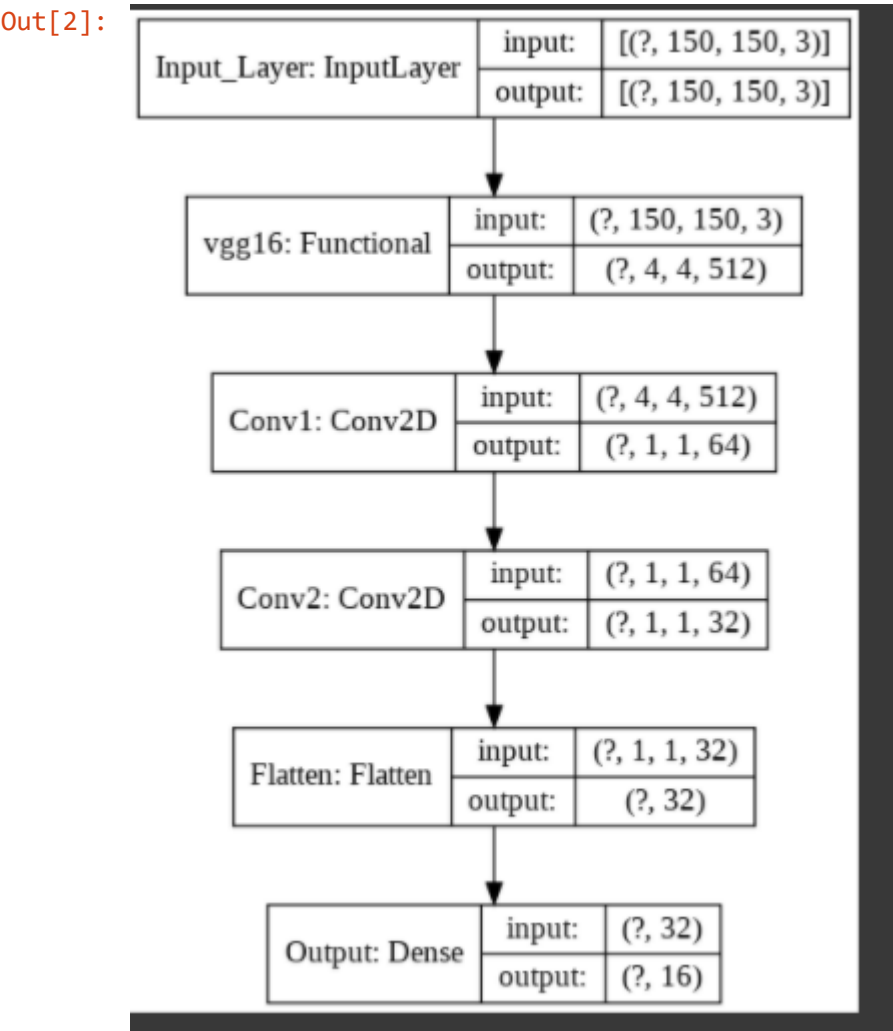 Out[2]:
Input_Layer: InputLayer
input: [(?, 150, 150, 3)]
output: [(?, 150, 150, 3)]
vgg16: Functional
input: (?, 150, 150, 3)
output: (?, 4, 4, 512)
Conv1: Conv2D
input: (?, 4, 4, 512)
output: (?, 1, 1, 64)
Conv2: Conv2D
input: (?, 1, 1, 64)
output: (?, 1, 1, 32)
Flatten: Flatten
input: (?, 1, 1, 32)
output: (?, 32)
Output: Dense
input: (?, 32)
output: (?, 16)